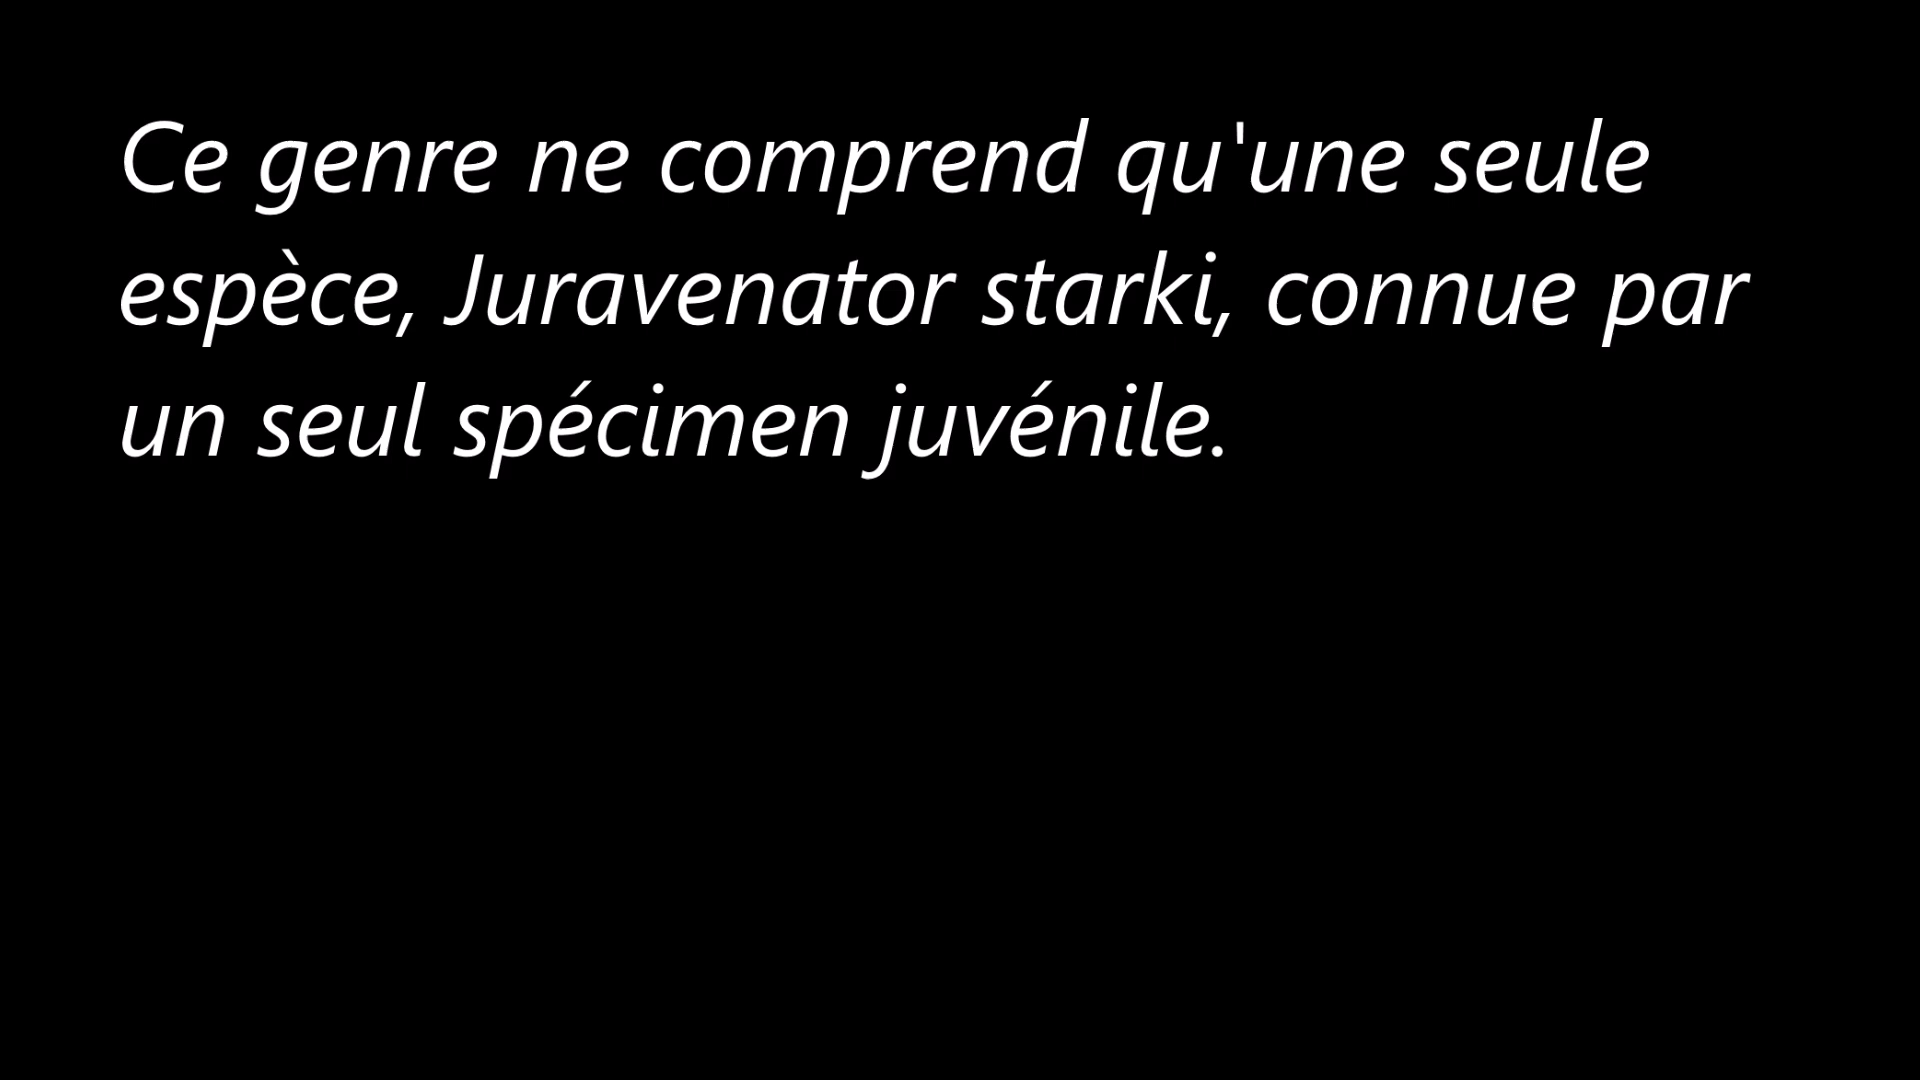 Ce genre ne comprend qu'une seule
espèce, Juravenator starki, connue par
un seul spécimen juvénile.